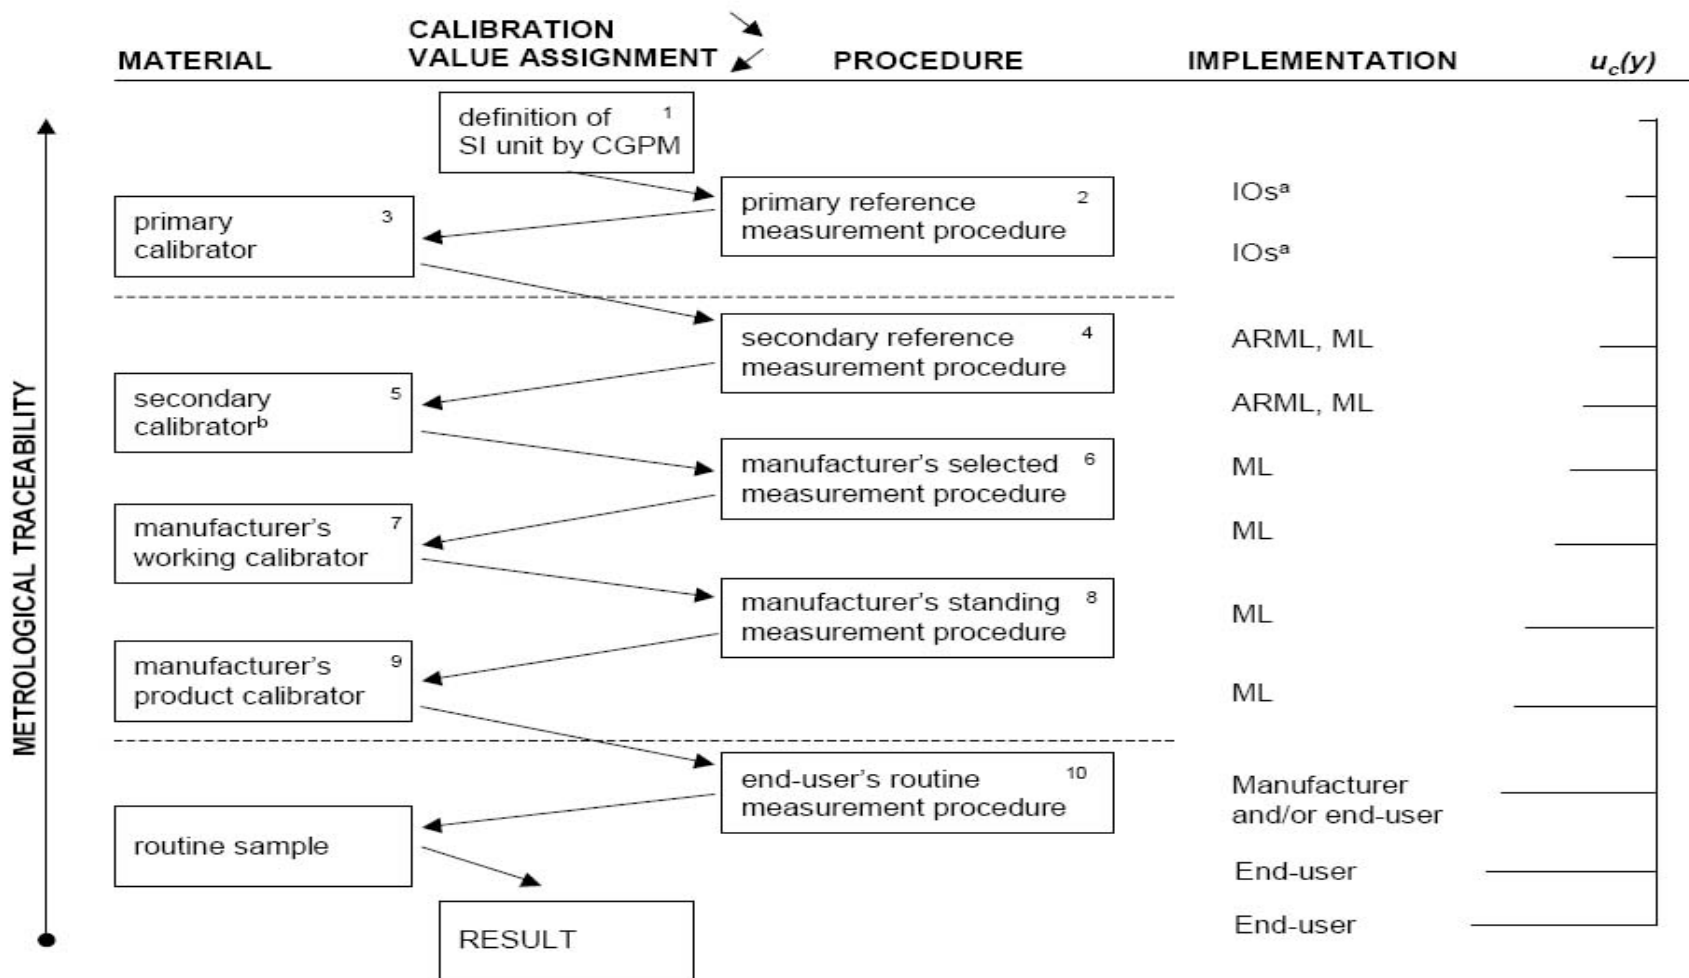 CALIBRATION
VALUE ASSIGNMENT
MATERIAL
PROCEDURE
IMPLEMENTATION
uc(y)
METROLOGICAL TRACEABILITY
definition of 1
SI unit by CGPM
primary reference 2
measurement procedure
IOsa
primary 3
calibrator
IOsa
secondary reference 4
measurement procedure
ARML, ML
secondary 5
calibratorb
ARML, ML
manufacturer's selected 6
measurement procedure
ML
manufacturer's 7
working calibrator
ML
manufacturer's standing 8
measurement procedure
ML
manufacturer's 9
product calibrator
ML
end-user's routine 10
measurement procedure
Manufacturer
and/or end-user
routine sample
End-user
RESULT
End-user